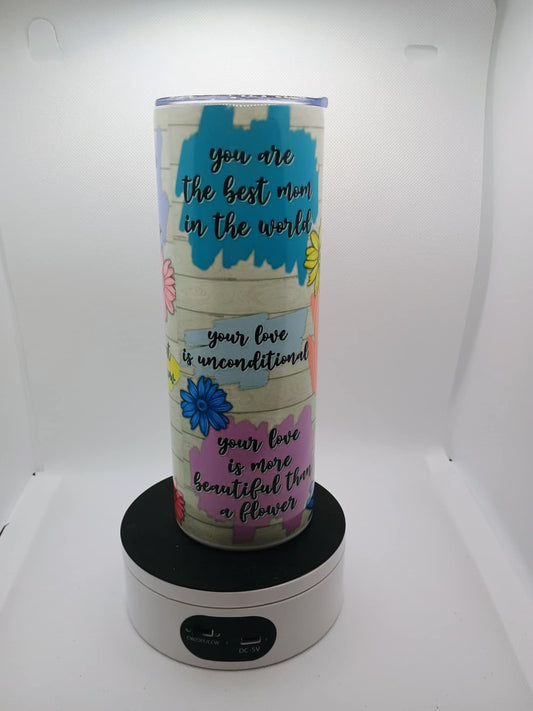 you are
the best mom
in the world
your love
is unconditional
your love
is more
beautiful than
a flower
DC-5V